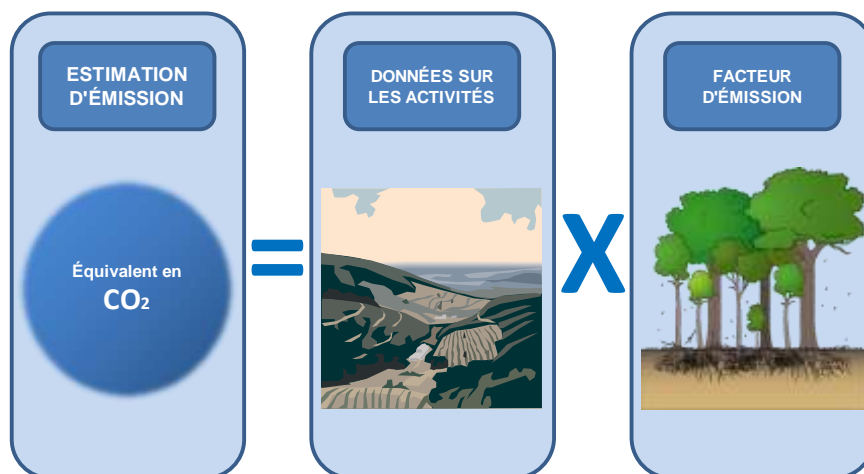 ESTIMATION
D'ÉMISSION
DONNÉES SUR
LES ACTIVITÉS
FACTEUR
D'ÉMISSION
Équivalent en
CO₂
=
X